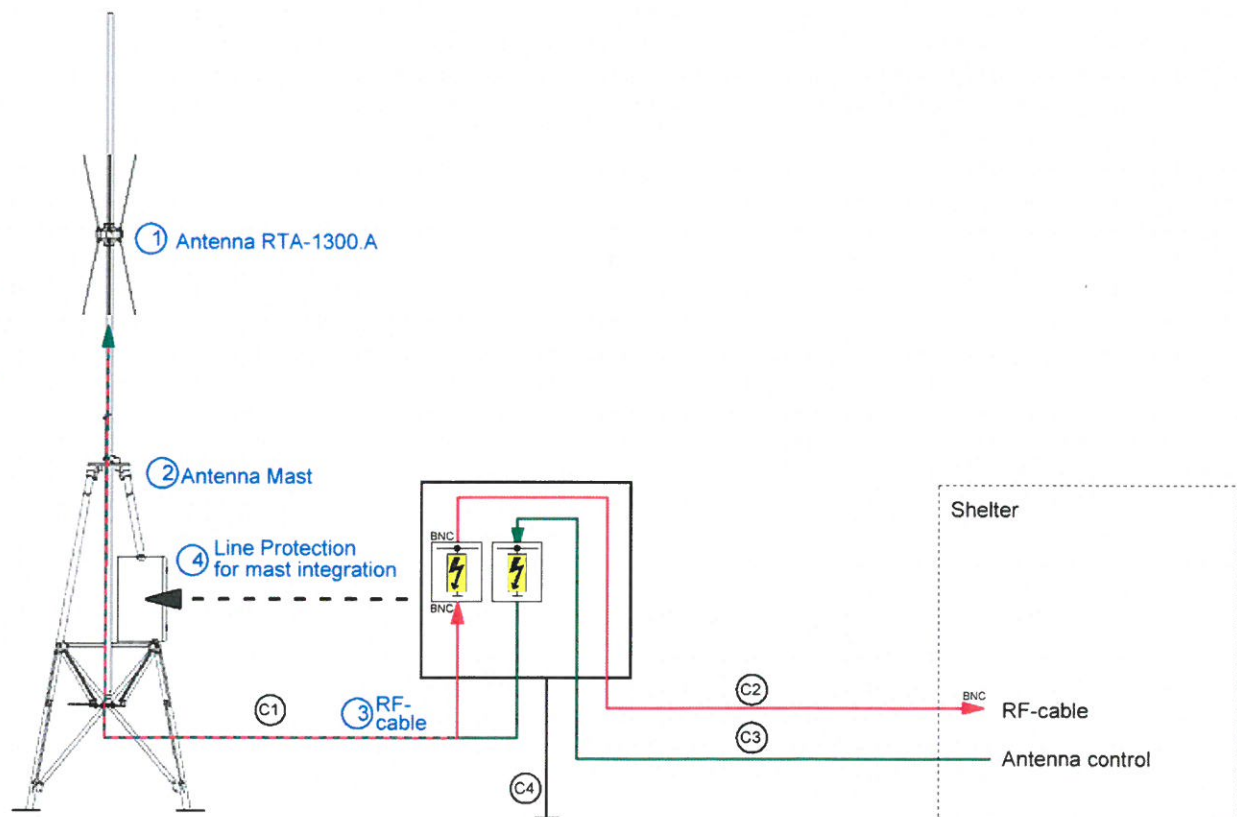 1 Antenna RTA-1300.A
2 Antenna Mast
4 Line Protection
for mast integration
BNC
BNC
Shelter
C1
3 RF-
cable
C2
BNC
RF-cable
C3
Antenna control
C4